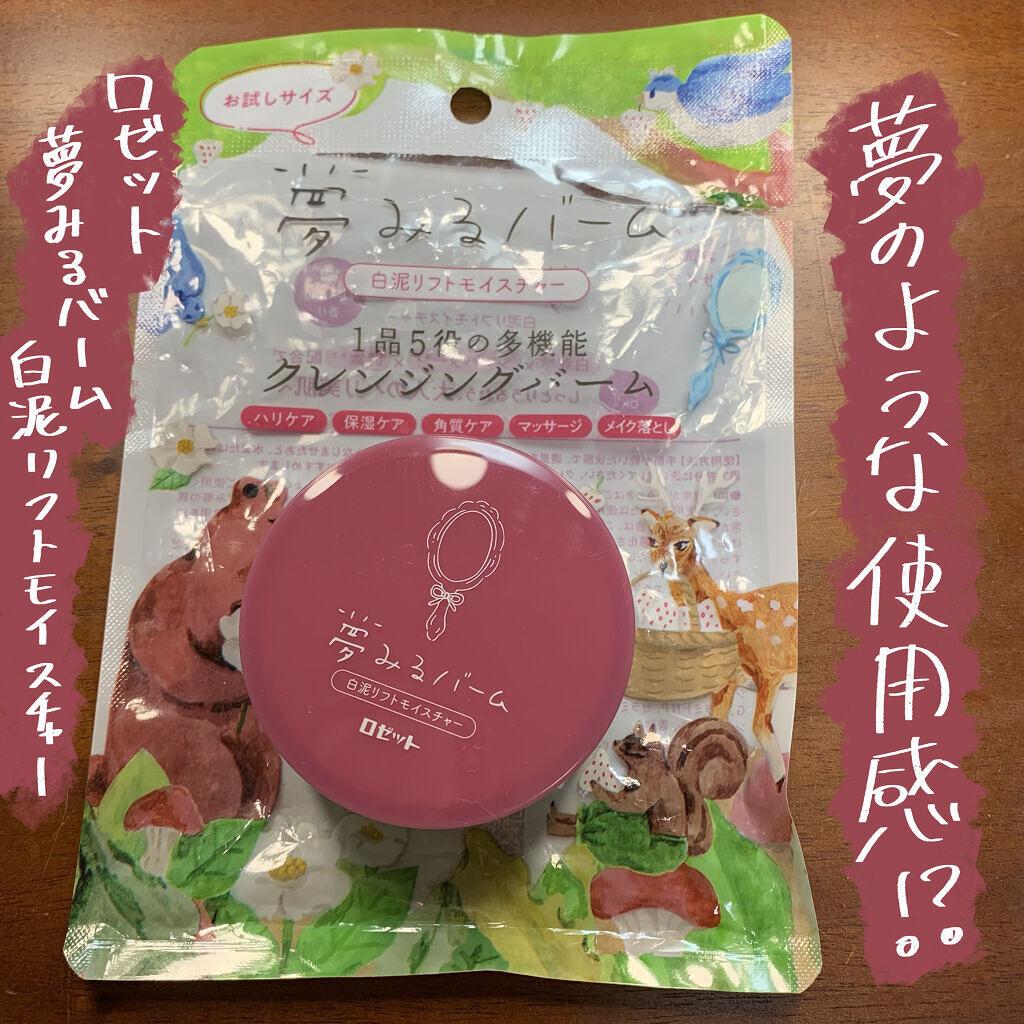 夢のような使用感!?
ロゼット
夢みるバーム
白泥リフトモイスチャー
お試しサイズ
夢みるバーム
白泥リフトモイスチャー
1品5役の多機能
クレンジングバーム
ハリケア 保湿ケア 角質ケア マッサージ メイク落とし
夢みるバーム
白泥リフトモイスチャー
ロゼット